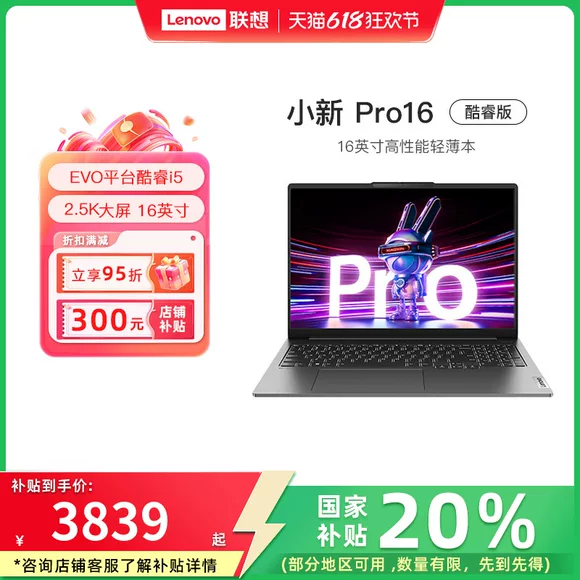 Lenovo 联想 天猫618狂欢节
小新 Pro16 酷睿版
16英寸高性能轻薄本
EVO平台酷睿i5
2.5K大屏 16英寸
折扣满减
立享95折
300元 店铺补贴
Pro
Lenovo
补贴到手价:
¥3839起
*咨询店铺客服了解补贴详情
国家补贴 20%
(部分地区可用,数量有限,先到先得)